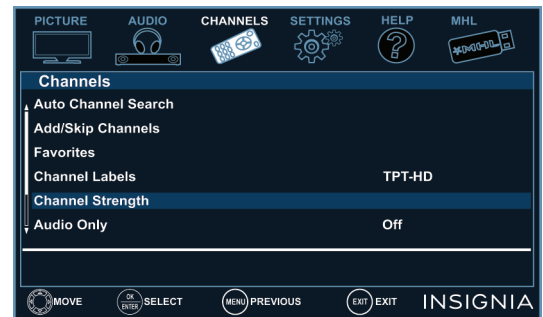 PICTURE AUDIO CHANNELS SETTINGS HELP MHL
MHL
Channels
Auto Channel Search
Add/Skip Channels
Favorites
Channel Labels TPT-HD
Channel Strength
Audio Only Off
MOVE OK ENTER SELECT MENU PREVIOUS EXIT EXIT INSIGNIA